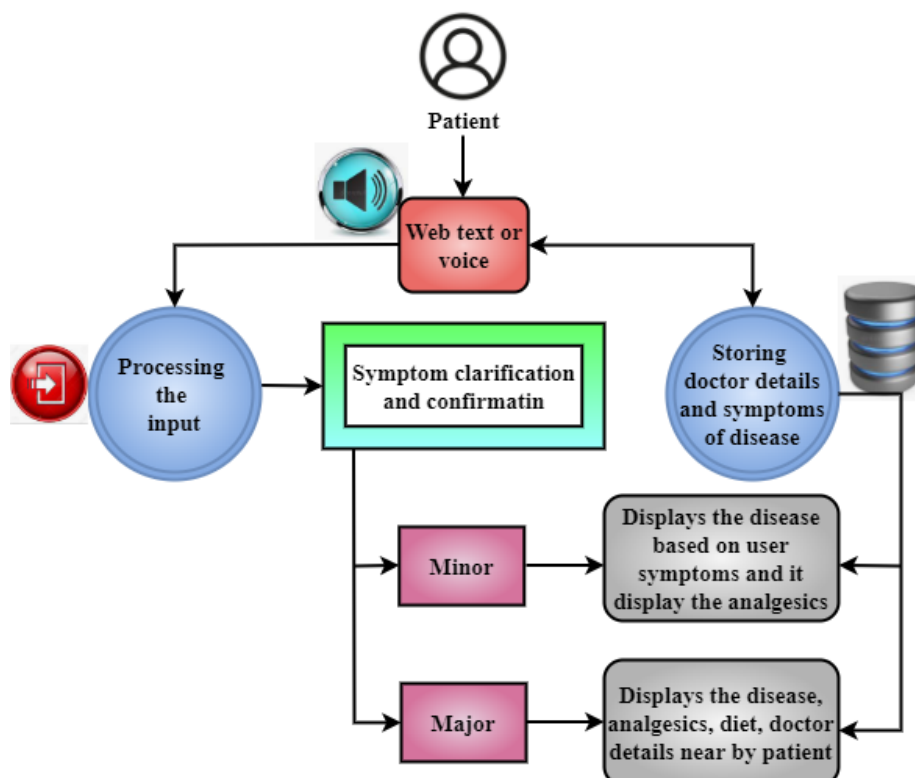 Patient
Web text or
voice
Processing
the
input
Symptom clarification
and confirmatin
Storing
doctor details
and symptoms
of disease
Minor
Displays the disease
based on user
symptoms and it
display the analgesics
Major
Displays the disease,
analgesics, diet, doctor
details near by patient